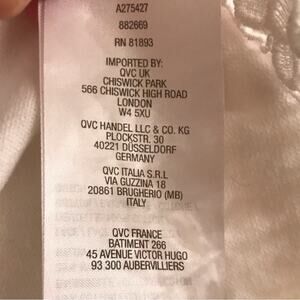 A275427
882669
RN 81893
IMPORTED BY:
QVC UK
CHISWICK PARK
566 CHISWICK HIGH ROAD
LONDON
W4 5XU
QVC HANDEL LLC & CO. KG
PLOCKSTR. 30
40221 DÜSSELDORF
GERMANY
QVC ITALIA S.R.L
VIA GUZZINA 18
20861 BRUGHERIO (MB)
ITALY
QVC FRANCE
BATIMENT 266
45 AVENUE VICTOR HUGO
93 300 AUBERVILLIERS